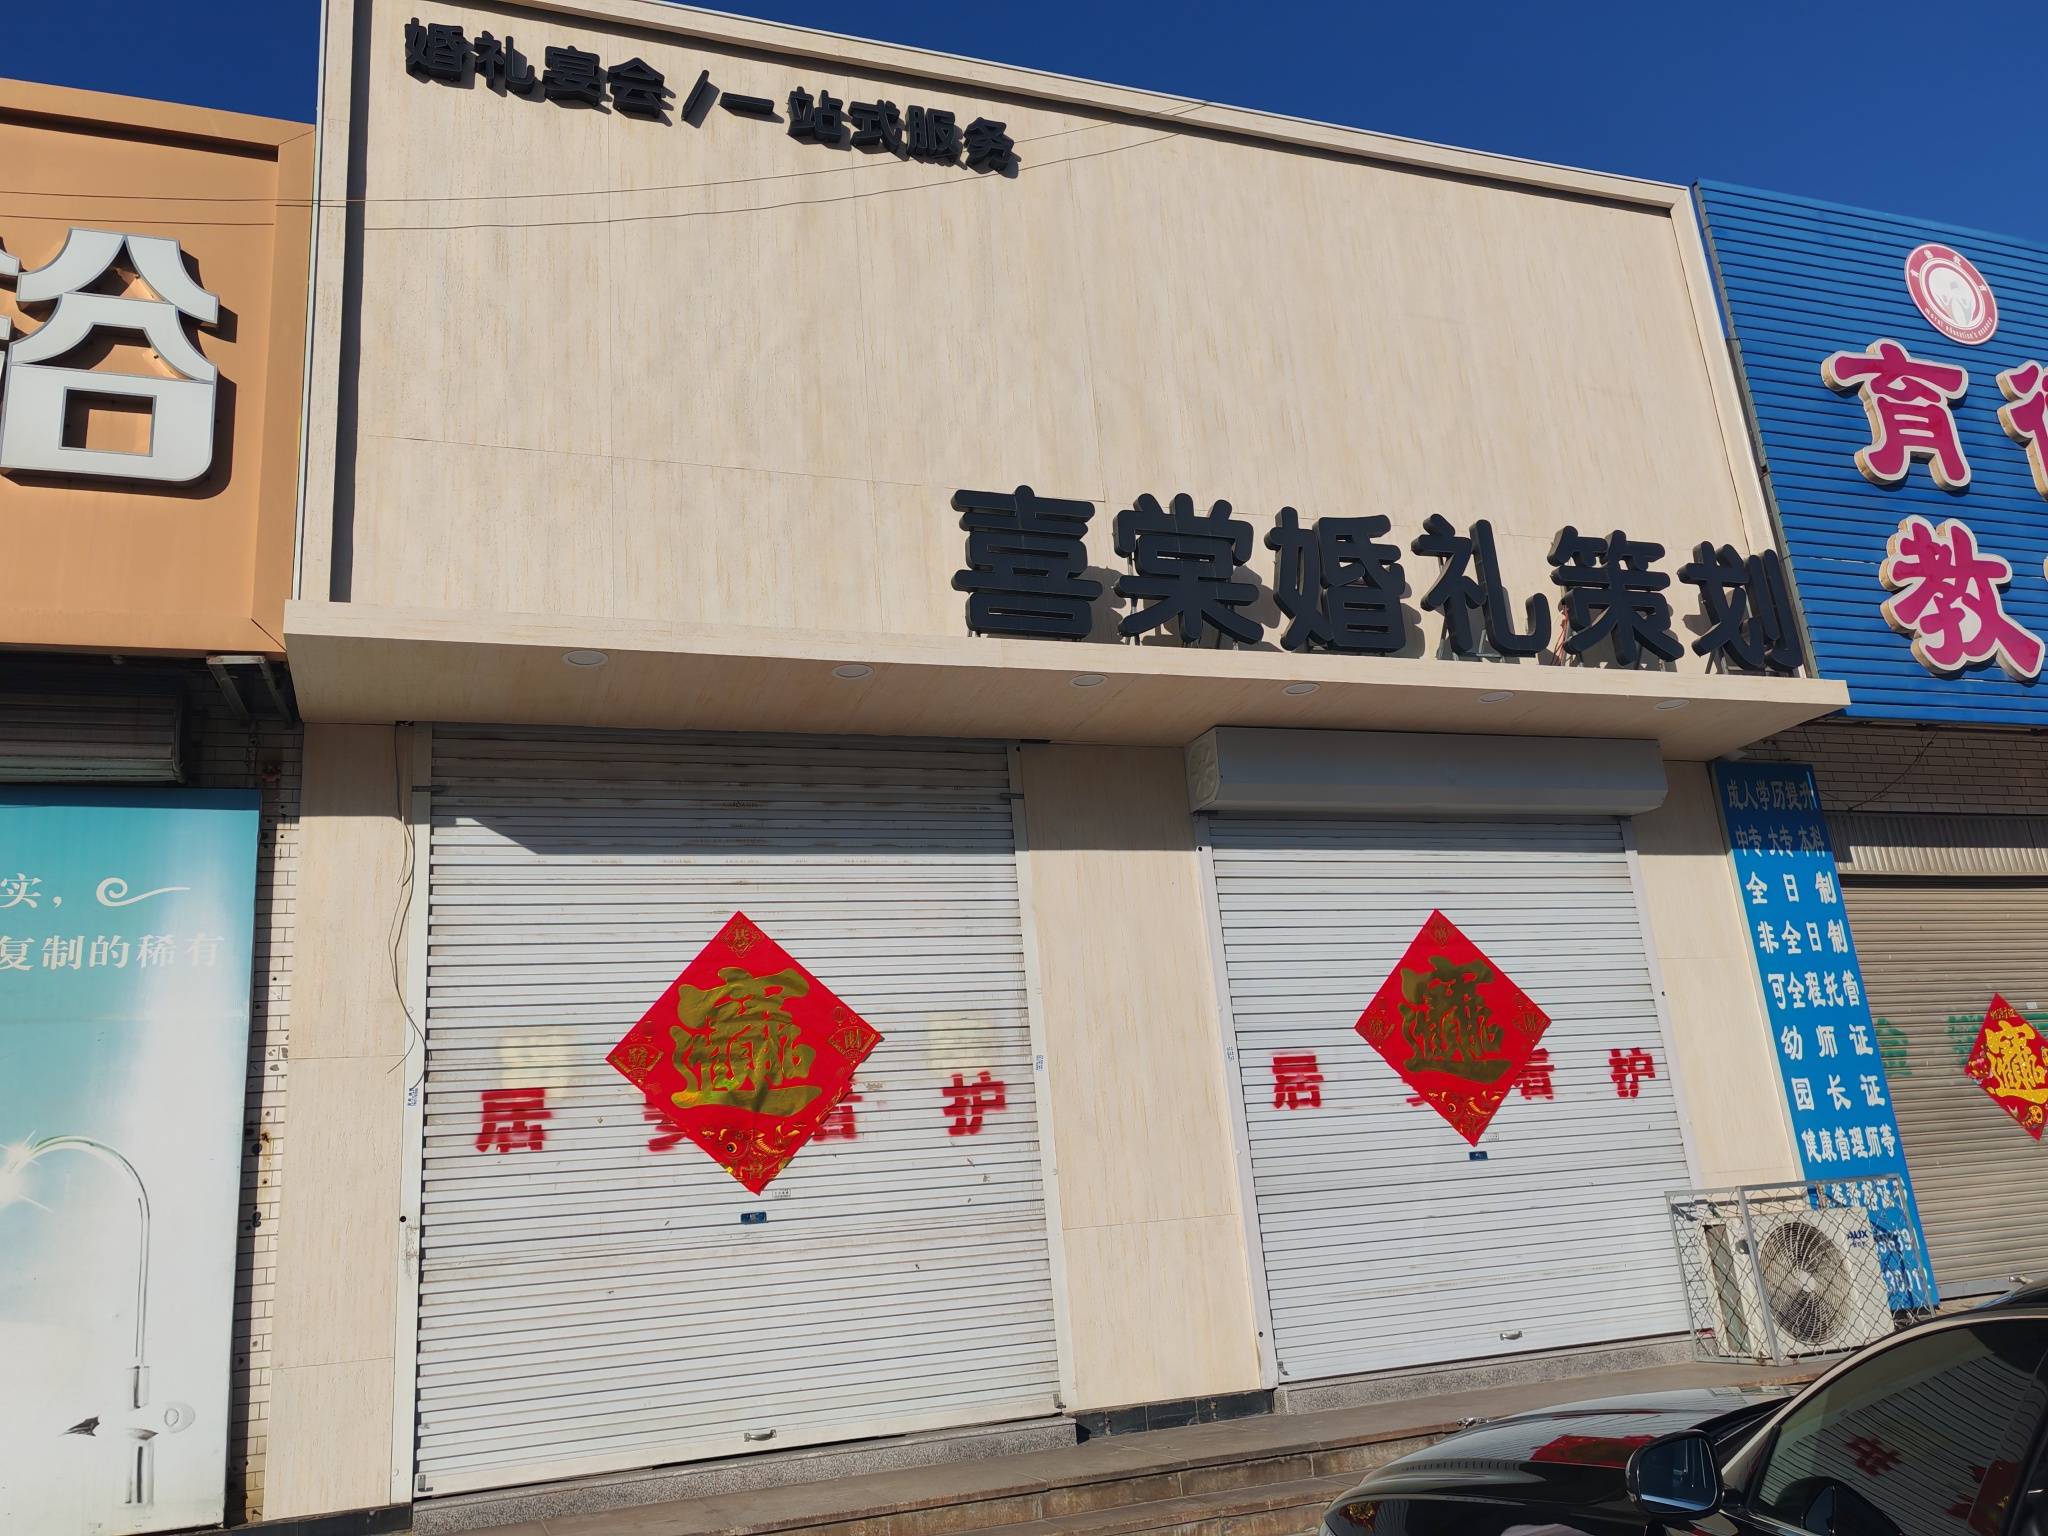 婚礼宴会/一站式服务
喜棠婚礼策划
实，
复制的稀有
居 看护
居 看护
育
教
成人学历提升
中专 大专 本科
全日制
非全日制
可全程托管
幼师证
园长证
健康管理师等
AUX